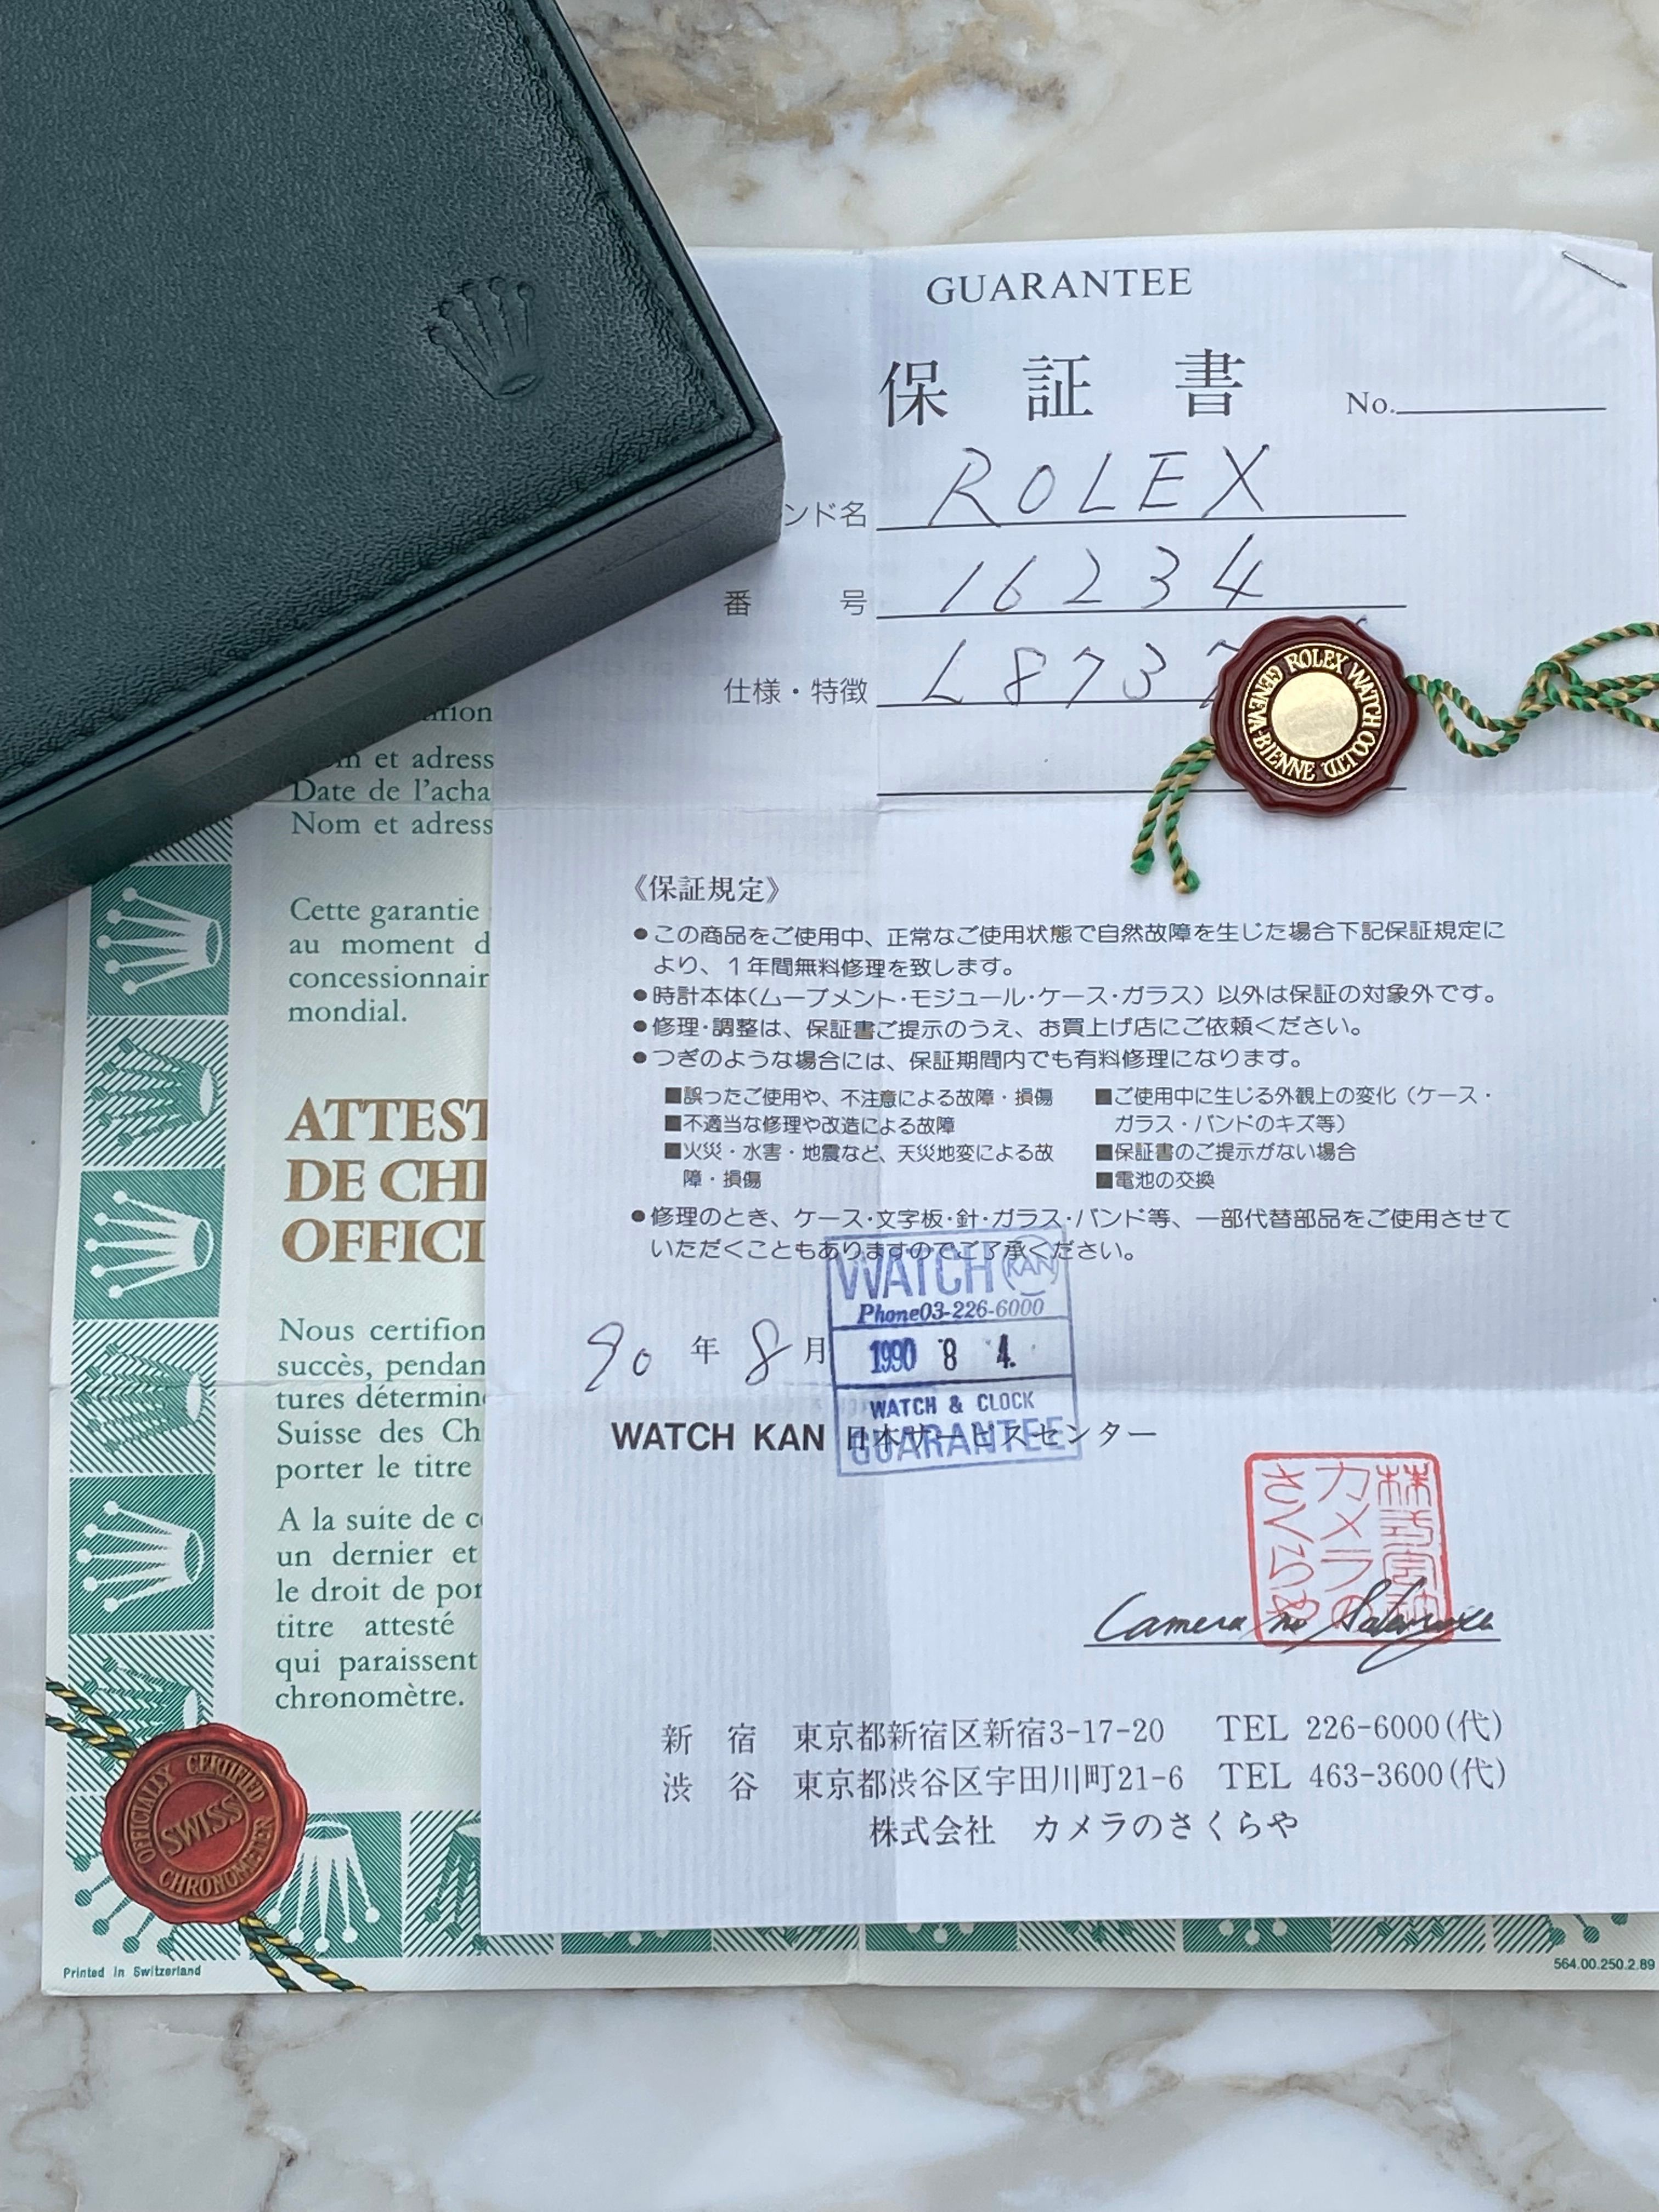 GUARANTEE
保証書
No.
ンド名 ROLEX
番号 16234
仕様・特徴 L873
ROLEX WATCH CO. LTD. GENEVA-BIENNE
《保証規定》
●この商品をご使用中、正常なご使用状態で自然故障を生じた場合下記保証規定に
より、1年間無料修理を致します。
●時計本体(ムーブメント・モジュール・ケース・ガラス)以外は保証の対象外です。
●修理・調整は、保証書ご提示のうえ、お買上げ店にご依頼ください。
●つぎのような場合には、保証期間内でも有料修理になります。
■誤ったご使用や、不注意による故障・損傷
■不適当な修理や改造による故障
■火災・水害・地震など、天災地変による故
障・損傷
■ご使用中に生じる外観上の変化(ケース・
ガラス・バンドのキズ等)
■保証書のご提示がない場合
■電池の交換
●修理のとき、ケース・文字板・針・ガラス・バンド等、一部代替部品をご使用させて
いただくこともありますのでご了承ください。
WATCH KAN
Phone03-226-6000
90年8月
1990 8 4.
WATCH & CLOCK
GUARANTEE
WATCH KAN 日本サービスセンター
株式会社
カメラの
さくらや
Camera no Sakuraya
新宿 東京都新宿区新宿3-17-20 TEL 226-6000(代)
渋谷 東京都渋谷区宇田川町21-6 TEL 463-3600(代)
株式会社 カメラのさくらや
et adress
Date de l'acha
Nom et adress
Cette garantie
au moment d
concessionnair
mondial.
ATTEST
DE CH
OFFICI
Nous certifion
succès, pendan
tures détermin
Suisse des Ch
porter le titre
A la suite de c
un dernier et
le droit de por
titre attesté
qui paraissent
chronomètre.
OFFICIALLY CERTIFIED
SWISS
CHRONOMETER
Printed in Switzerland
564.00.250.2.89